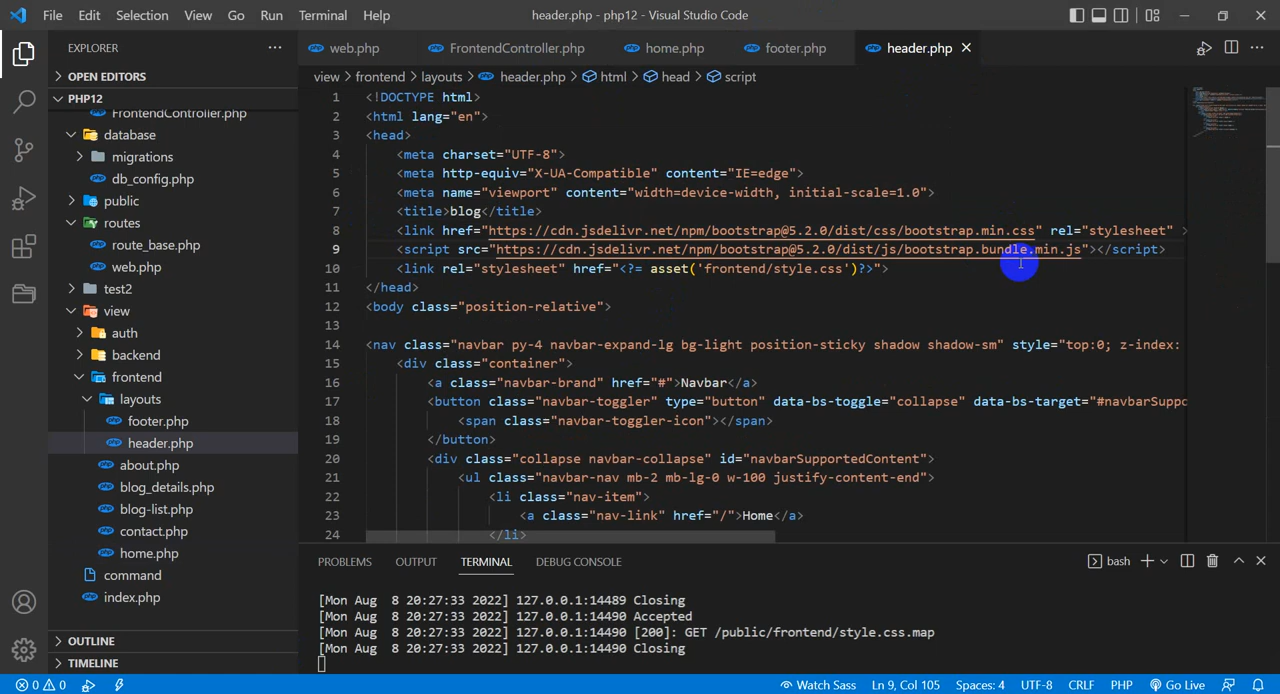 File Edit Selection View Go Run Terminal Help header.php - php12 - Visual Studio Code
EXPLORER
web.php FrontendController.php home.php footer.php header.php
OPEN EDITORS
view frontend layouts header.php html head script
PHP12
FrontendController.php
database
migrations
db_config.php
public
routes
route_base.php
web.php
test2
view
auth
backend
frontend
layouts
footer.php
header.php
about.php
blog_details.php
blog-list.php
contact.php
home.php
command
index.php
OUTLINE
TIMELINE
1 <!DOCTYPE html>
2 <html lang="en">
3 <head>
4 <meta charset="UTF-8">
5 <meta http-equiv="X-UA-Compatible" content="IE=edge">
6 <meta name="viewport" content="width=device-width, initial-scale=1.0">
7 <title>blog</title>
8 <link href="https://cdn.jsdelivr.net/npm/bootstrap@5.2.0/dist/css/bootstrap.min.css" rel="stylesheet" >
9 <script src="https://cdn.jsdelivr.net/npm/bootstrap@5.2.0/dist/js/bootstrap.bundle.min.js"></script>
10 <link rel="stylesheet" href="<?= asset('frontend/style.css')?>">
11 </head>
12 <body class="position-relative">
13
14 <nav class="navbar py-4 navbar-expand-lg bg-light position-sticky shadow shadow-sm" style="top:0; z-index:
15 <div class="container">
16 <a class="navbar-brand" href="#">Navbar</a>
17 <button class="navbar-toggler" type="button" data-bs-toggle="collapse" data-bs-target="#navbarSuppo
18 <span class="navbar-toggler-icon"></span>
19 </button>
20 <div class="collapse navbar-collapse" id="navbarSupportedContent">
21 <ul class="navbar-nav mb-2 mb-lg-0 w-100 justify-content-end">
22 <li class="nav-item">
23 <a class="nav-link" href="/">Home</a>
24 </li>
PROBLEMS OUTPUT TERMINAL DEBUG CONSOLE bash
[Mon Aug 8 20:27:33 2022] 127.0.0.1:14489 Closing
[Mon Aug 8 20:27:33 2022] 127.0.0.1:14490 Accepted
[Mon Aug 8 20:27:33 2022] 127.0.0.1:14490 [200]: GET /public/frontend/style.css.map
[Mon Aug 8 20:27:33 2022] 127.0.0.1:14490 Closing
0 0 Watch Sass Ln 9, Col 105 Spaces: 4 UTF-8 CRLF PHP Go Live